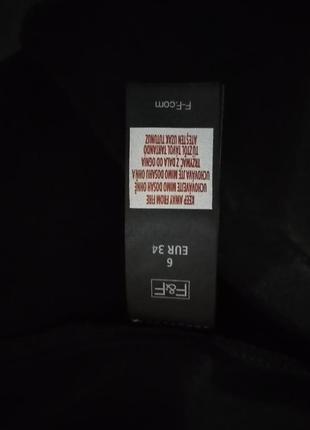 F&F
6
EUR 34
KEEP AWAY FROM FIRE
UCHOVÁVEJTE MIMO DOSAH OHNĚ
UCHOVÁVAJTE MIMO DOSAHU OHŇA
TRZYMAĆ Z DALA OD OGNIA
TŰZTŐL TÁVOL TARTANDÓ
ATEŞTEN UZAK TUTUNUZ
F-F.com